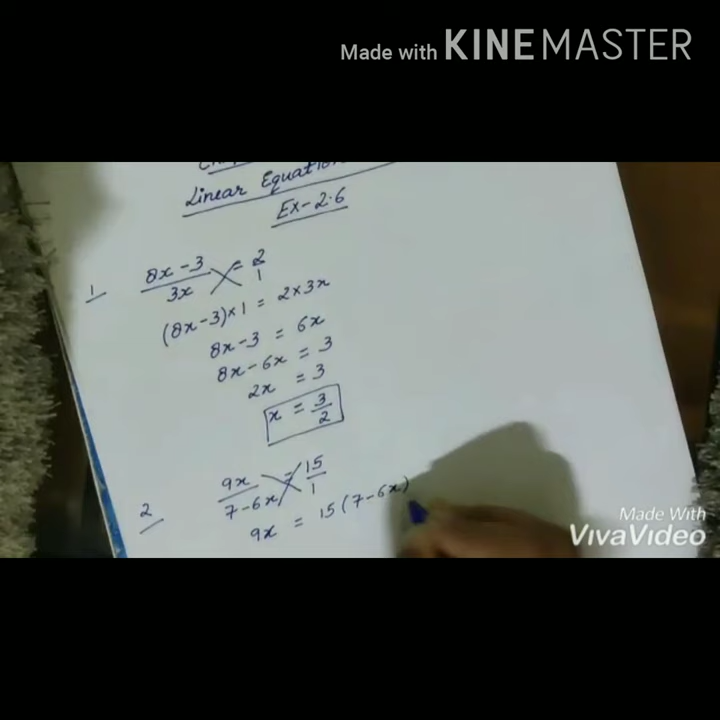 Made with KINEMASTER
Linear Equation
Ex-2.6
1 (8x-3)/3x = 2/1
(8x-3)×1 = 2×3x
8x-3 = 6x
8x-6x = 3
2x = 3
x = 3/2
2 9x/(7-6x) = 15/1
9x = 15(7-6x)
Made With
VIVAVIDEO